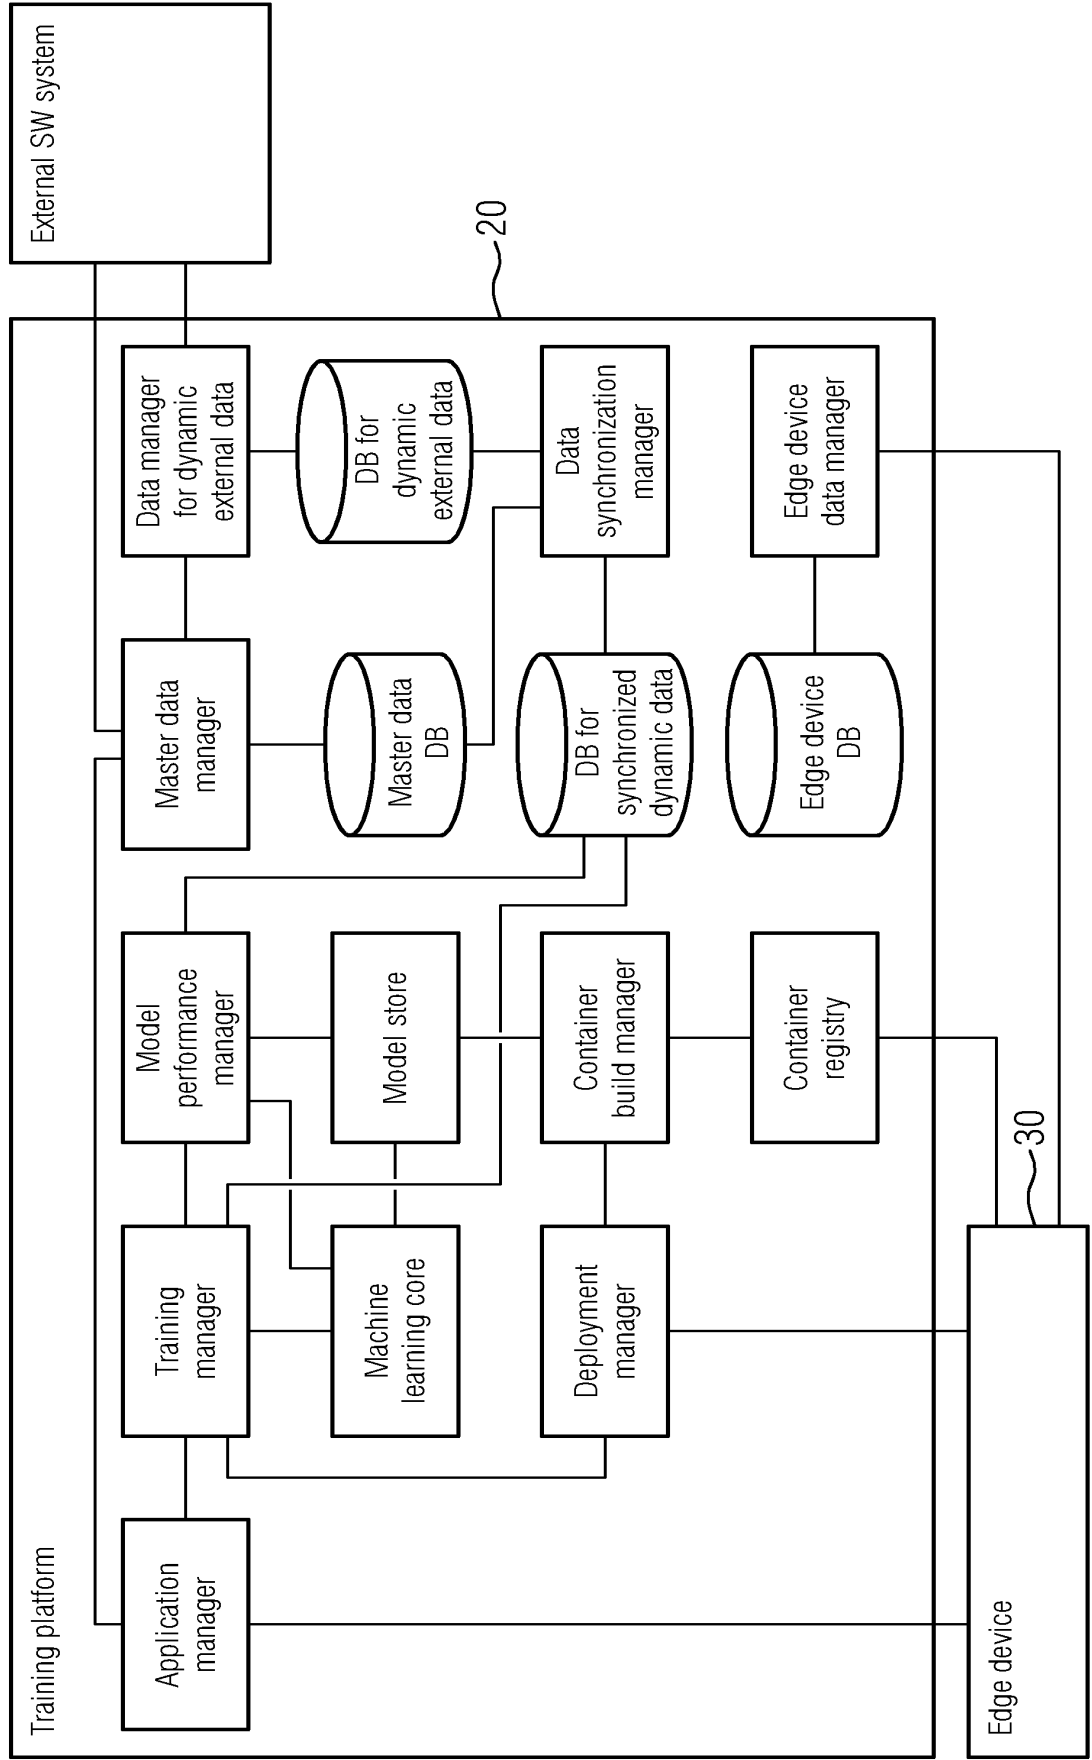 Training platform
External SW system
Application
manager
Training
manager
Model
performance
manager
Master data
manager
Data manager
for dynamic
external data
Machine
learning core
Model store
Master data
DB
DB for
dynamic
external data
Deployment
manager
Container
build manager
DB for
synchronized
dynamic data
Data
synchronization
manager
20
Container
registry
Edge device
DB
Edge device
data manager
Edge device
30